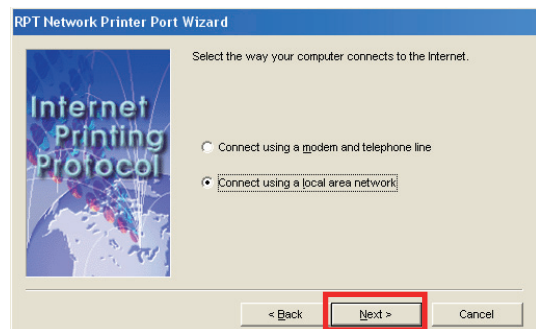 RPT Network Printer Port Wizard
Select the way your computer connects to the Internet.
Internet
Printing
Protocol
Connect using a modem and telephone line
Connect using a local area network
< Back
Next >
Cancel